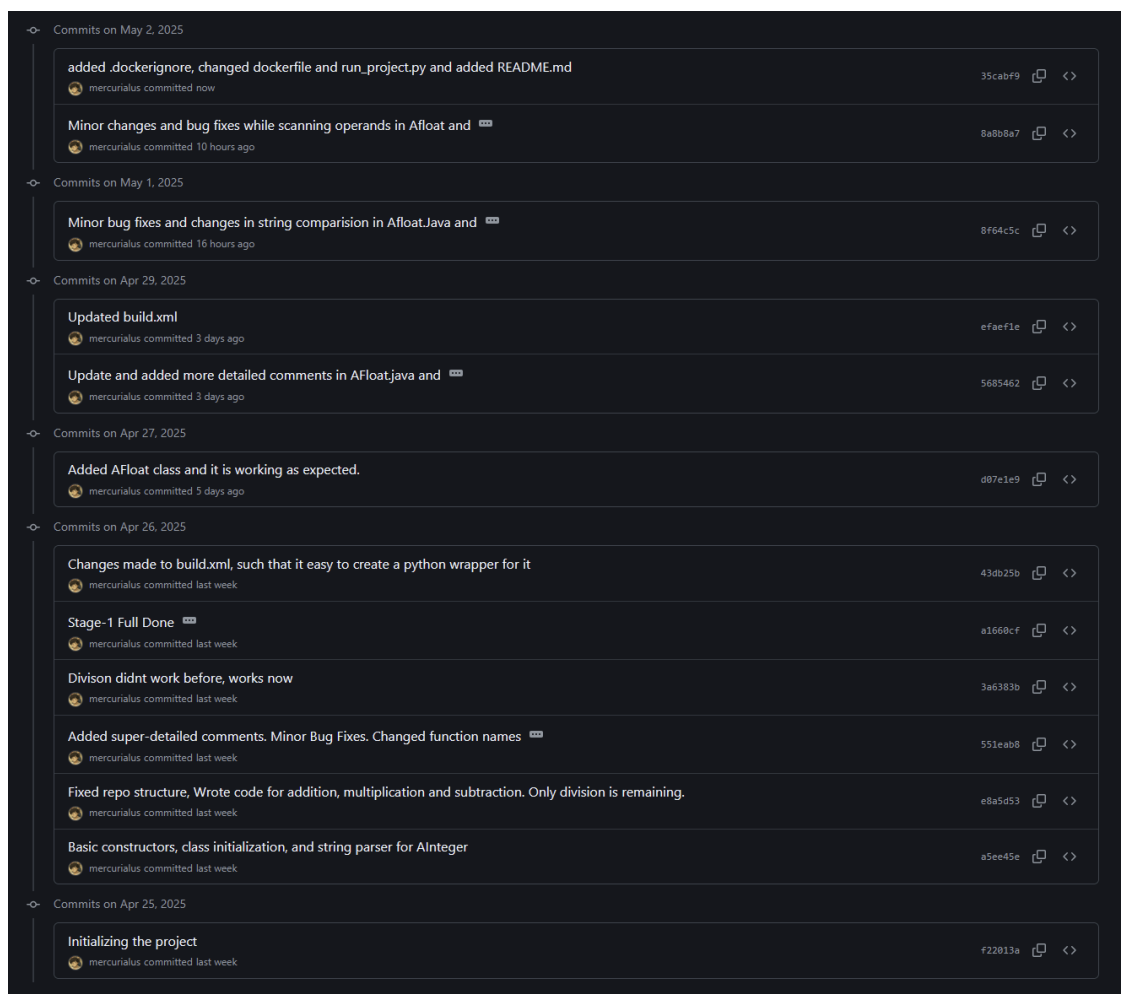 Commits on May 2, 2025
added .dockerignore, changed dockerfile and run_project.py and added README.md
35cabf9
mercurialus committed now
Minor changes and bug fixes while scanning operands in Afloat and
8a8b8a7
mercurialus committed 10 hours ago
Commits on May 1, 2025
Minor bug fixes and changes in string comparision in Afloat.Java and
8f64c5c
mercurialus committed 16 hours ago
Commits on Apr 29, 2025
Updated build.xml
efaef1e
mercurialus committed 3 days ago
Update and added more detailed comments in AFloat.java and
5685462
mercurialus committed 3 days ago
Commits on Apr 27, 2025
Added AFloat class and it is working as expected.
d07e1e9
mercurialus committed 5 days ago
Commits on Apr 26, 2025
Changes made to build.xml, such that it easy to create a python wrapper for it
43db25b
mercurialus committed last week
Stage-1 Full Done
a1660cf
mercurialus committed last week
Divison didnt work before, works now
3a6383b
mercurialus committed last week
Added super-detailed comments. Minor Bug Fixes. Changed function names
551eab8
mercurialus committed last week
Fixed repo structure, Wrote code for addition, multiplication and subtraction. Only division is remaining.
e8a5d53
mercurialus committed last week
Basic constructors, class initialization, and string parser for AInteger
a5ee45e
mercurialus committed last week
Commits on Apr 25, 2025
Initializing the project
f22013a
mercurialus committed last week